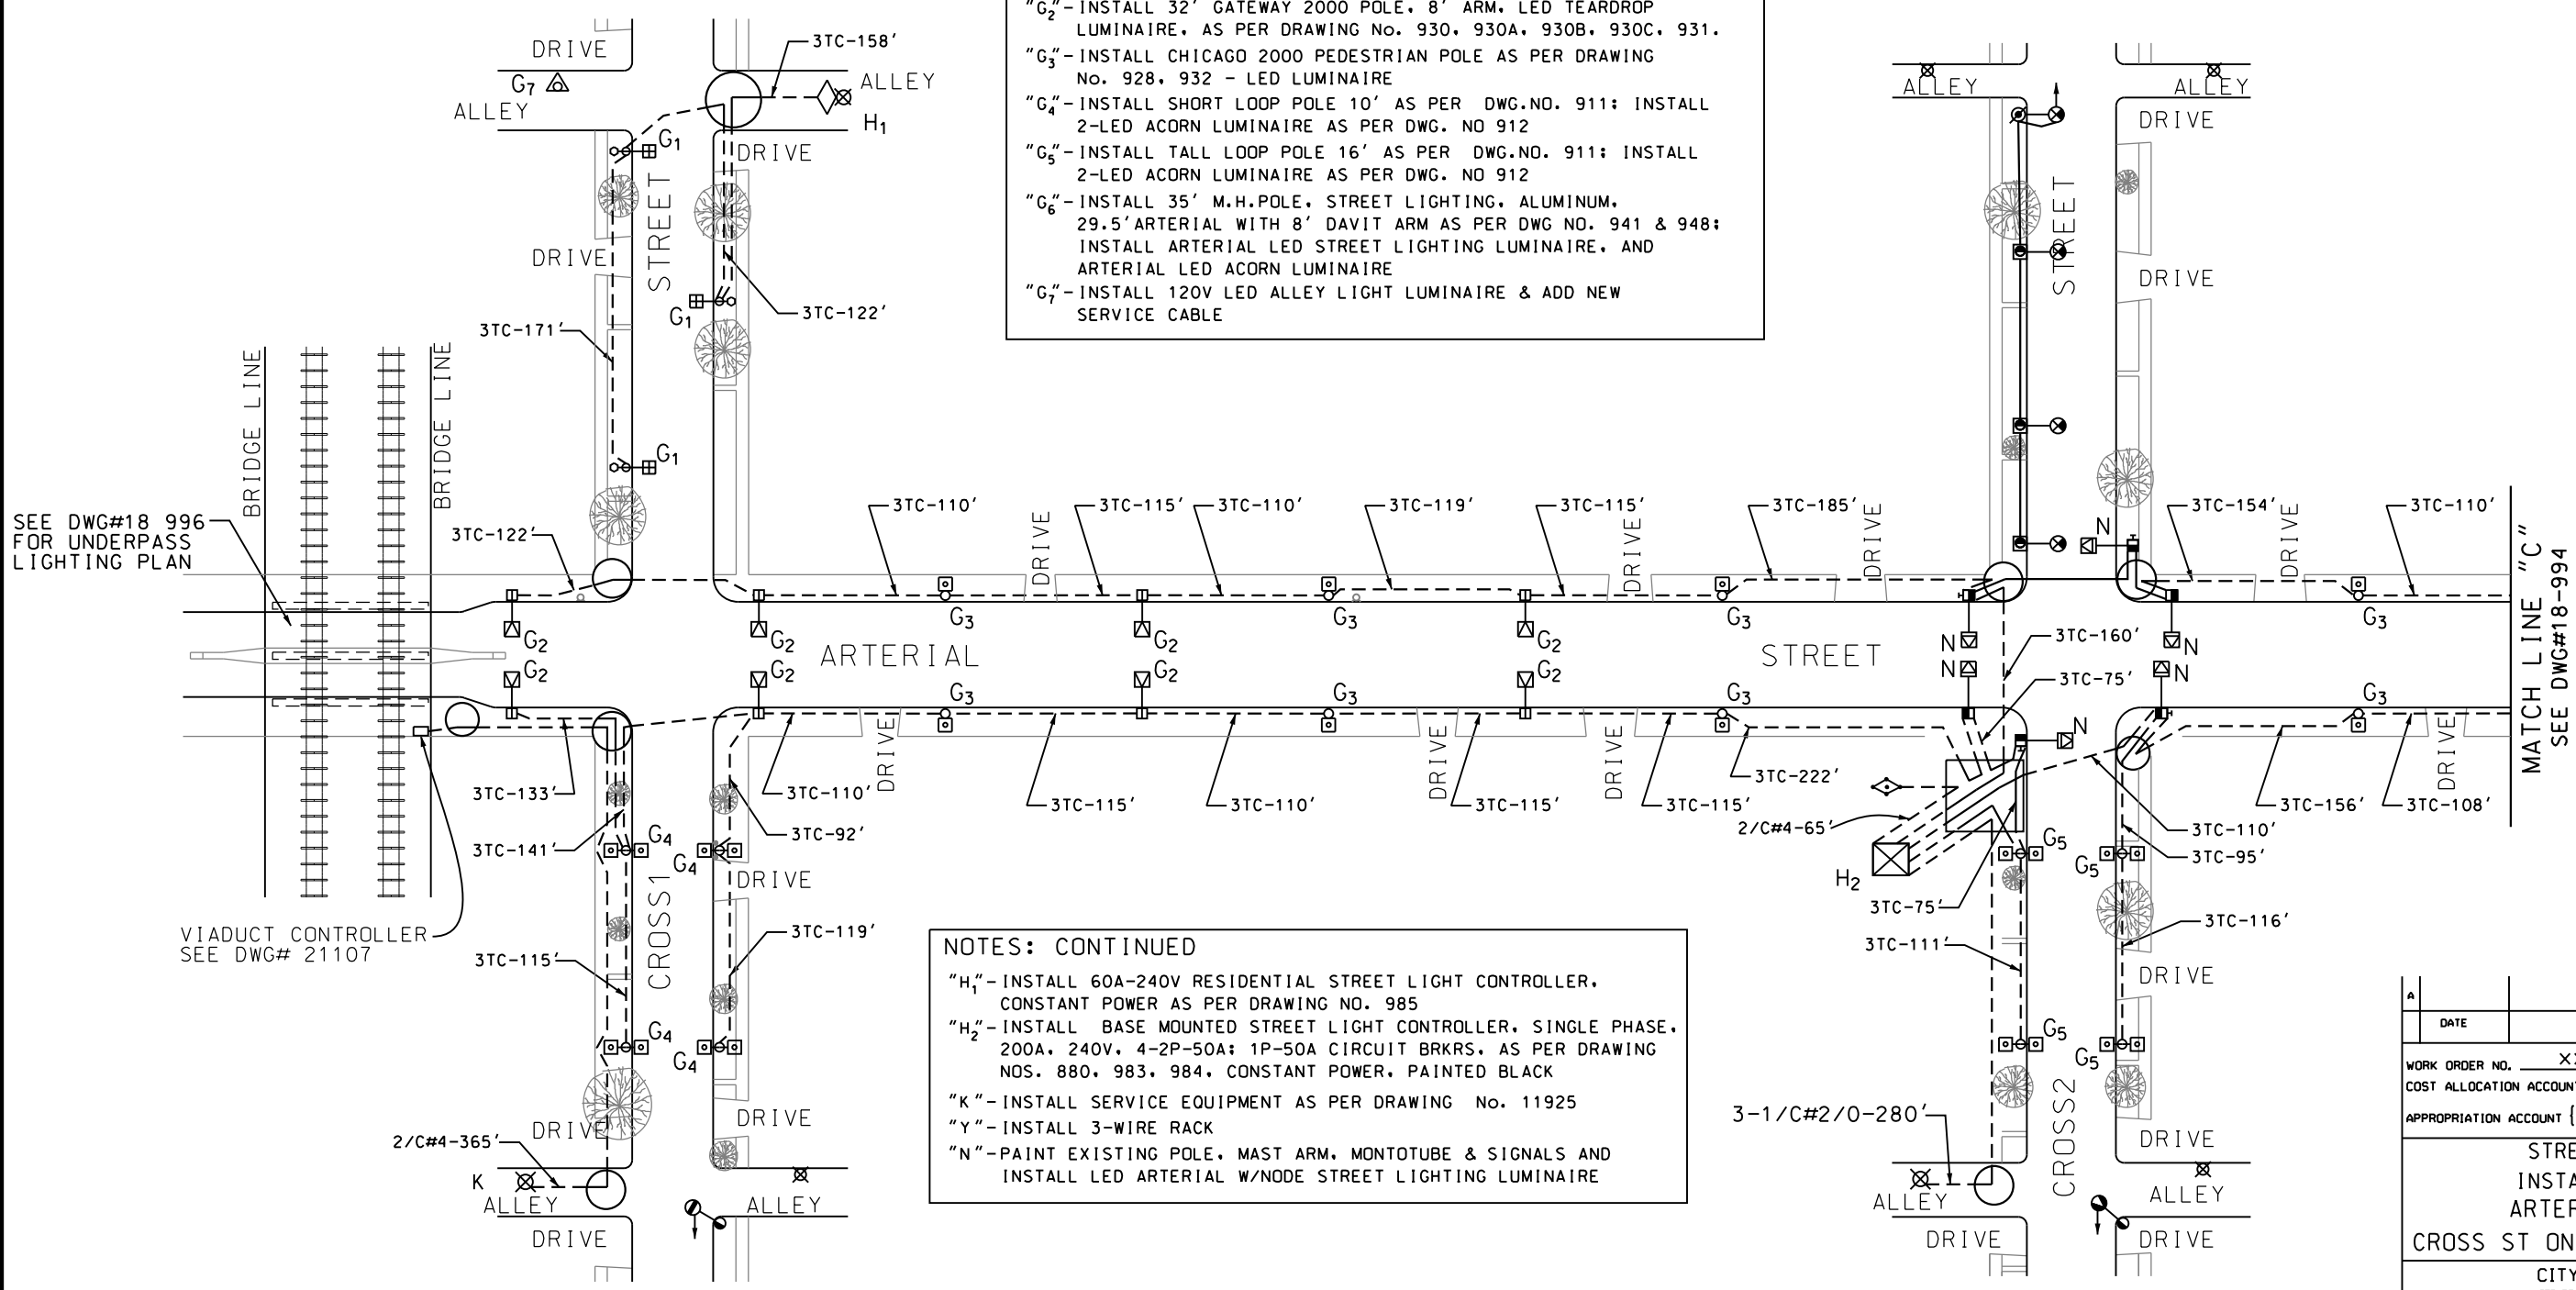 "G2"-INSTALL 32' GATEWAY 2000 POLE, 8' ARM, LED TEARDROP
LUMINAIRE, AS PER DRAWING No. 930, 930A, 930B, 930C, 931.
"G3"-INSTALL CHICAGO 2000 PEDESTRIAN POLE AS PER DRAWING
No. 928, 932 - LED LUMINAIRE
"G4"-INSTALL SHORT LOOP POLE 10' AS PER DWG.NO. 911; INSTALL
2-LED ACORN LUMINAIRE AS PER DWG. NO 912
"G5"-INSTALL TALL LOOP POLE 16' AS PER DWG.NO. 911; INSTALL
2-LED ACORN LUMINAIRE AS PER DWG. NO 912
"G6"-INSTALL 35' M.H.POLE, STREET LIGHTING, ALUMINUM,
29.5'ARTERIAL WITH 8' DAVIT ARM AS PER DWG NO. 941 & 948;
INSTALL ARTERIAL LED STREET LIGHTING LUMINAIRE, AND
ARTERIAL LED ACORN LUMINAIRE
"G7"-INSTALL 120V LED ALLEY LIGHT LUMINAIRE & ADD NEW
SERVICE CABLE
DRIVE
3TC-158'
G7
ALLEY
ALLEY
H1
G1
DRIVE
STREET
DRIVE
G1
3TC-122'
3TC-171'
G1
BRIDGE LINE
BRIDGE LINE
SEE DWG#18 996
FOR UNDERPASS
LIGHTING PLAN
3TC-122'
ALLEY
ALLEY
DRIVE
STREET
DRIVE
3TC-110'
DRIVE
3TC-115'
3TC-110'
3TC-119'
3TC-115'
DRIVE
3TC-185'
DRIVE
N
3TC-154'
DRIVE
3TC-110'
G2
G2
G3
G2
G3
G2
G3
N
N
G3
ARTERIAL
STREET
3TC-160'
G2
G2
G3
G2
G3
G2
G3
N
N
3TC-75'
G3
N
MATCH LINE "C"
SEE DWG#18-994
3TC-133'
3TC-110'
DRIVE
3TC-115'
3TC-110'
DRIVE
3TC-115'
DRIVE
3TC-115'
3TC-222'
2/C#4-65'
3TC-156'
3TC-108'
DRIVE
3TC-110'
3TC-95'
3TC-141'
G4
G4
3TC-92'
DRIVE
CROSS1
3TC-119'
3TC-115'
G4
G4
VIADUCT CONTROLLER
SEE DWG# 21107
H2
G5
G5
3TC-75'
3TC-111'
3TC-116'
DRIVE
G5
G5
CROSS2
DRIVE
DRIVE
2/C#4-365'
K
ALLEY
ALLEY
DRIVE
3-1/C#2/0-280'
DRIVE
ALLEY
ALLEY
DRIVE
DRIVE
NOTES: CONTINUED
"H1"-INSTALL 60A-240V RESIDENTIAL STREET LIGHT CONTROLLER,
CONSTANT POWER AS PER DRAWING NO. 985
"H2"-INSTALL BASE MOUNTED STREET LIGHT CONTROLLER, SINGLE PHASE,
200A, 240V, 4-2P-50A; 1P-50A CIRCUIT BRKRS, AS PER DRAWING
NOS. 880, 983, 984, CONSTANT POWER, PAINTED BLACK
"K"-INSTALL SERVICE EQUIPMENT AS PER DRAWING No. 11925
"Y"-INSTALL 3-WIRE RACK
"N"-PAINT EXISTING POLE, MAST ARM, MONTOTUBE & SIGNALS AND
INSTALL LED ARTERIAL W/NODE STREET LIGHTING LUMINAIRE
A
DATE
WORK ORDER NO.
COST ALLOCATION ACCOUN
APPROPRIATION ACCOUNT {
STRE
INSTA
ARTER
CROSS ST ON
CITY